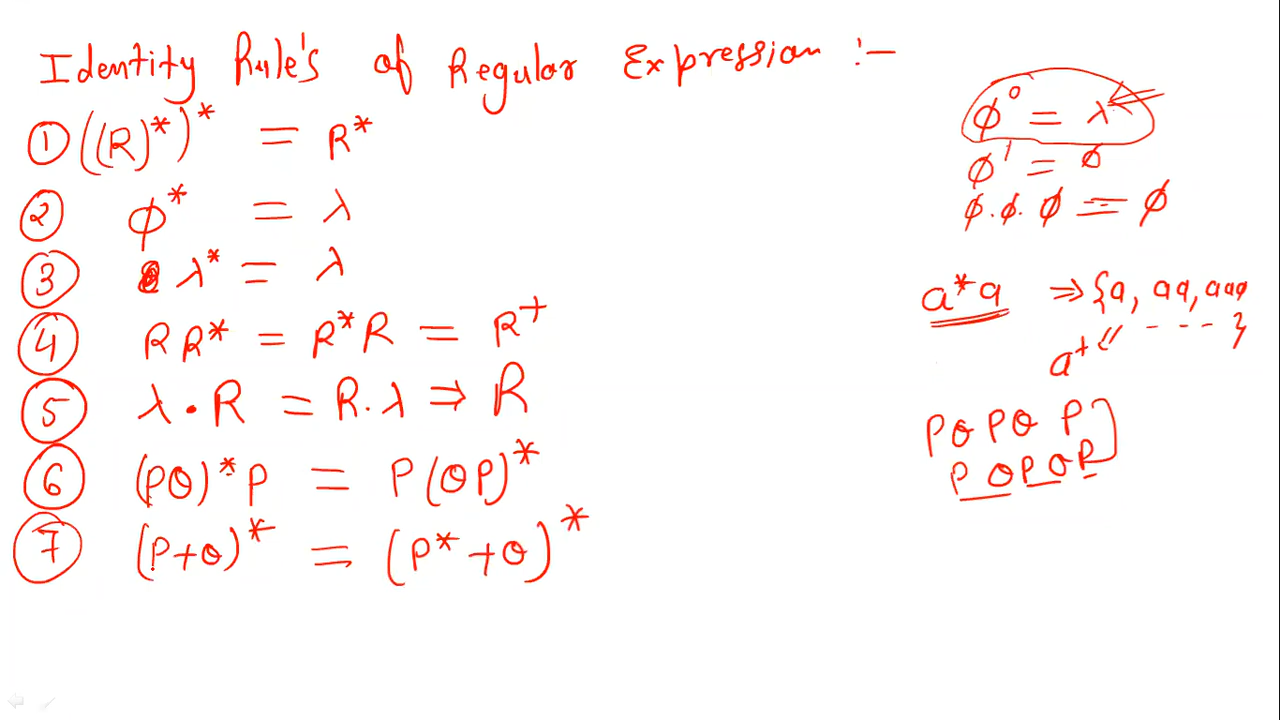 Identity Rule's of Regular Expression :-
① ((R)*)* = R*
② ϕ* = λ
③ λ* = λ
④ RR* = R*R = R+
⑤ λ . R = R . λ ⇒ R
⑥ (PQ)*P = P(QP)*
⑦ (P+Q)* = (P* + Q)*
ϕ⁰ = λ
ϕ¹ = ϕ
ϕ.ϕ.ϕ = ϕ
a*a ⇒ {a, aa, aaa
---- }
a+
PQPQP
PQPQP